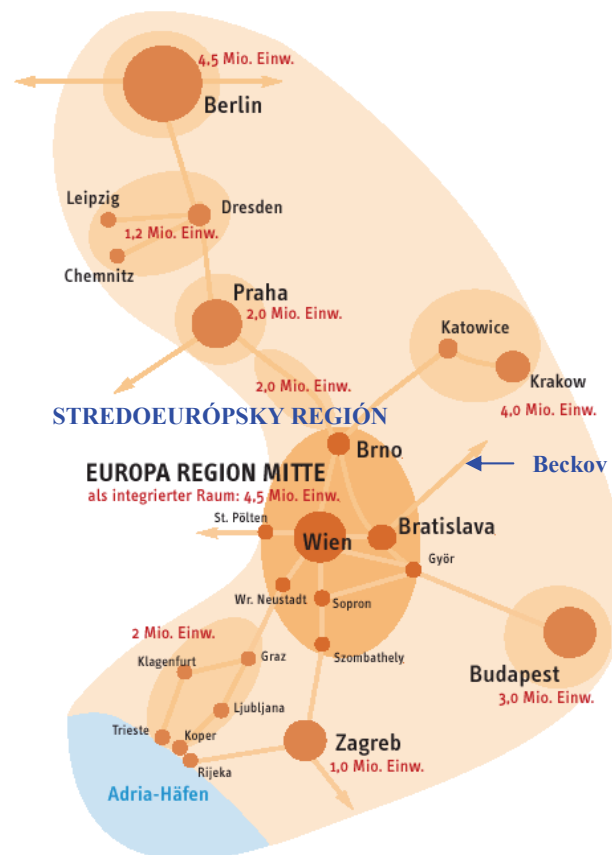 4,5 Mio. Einw.
Berlin
Leipzig
Dresden
1,2 Mio. Einw.
Chemnitz
Praha
2,0 Mio. Einw.
Katowice
Krakow
4,0 Mio. Einw.
2,0 Mio. Einw.
STREDOEURÓPSKY REGIÓN
Brno
Beckov
EUROPA REGION MITTE
als integrierter Raum: 4,5 Mio. Einw.
St. Pölten
Wien
Bratislava
Györ
Wr. Neustadt
Sopron
2 Mio. Einw.
Klagenfurt
Graz
Szombathely
Budapest
3,0 Mio. Einw.
Ljubljana
Trieste
Koper
Rijeka
Zagreb
1,0 Mio. Einw.
Adria-Häfen